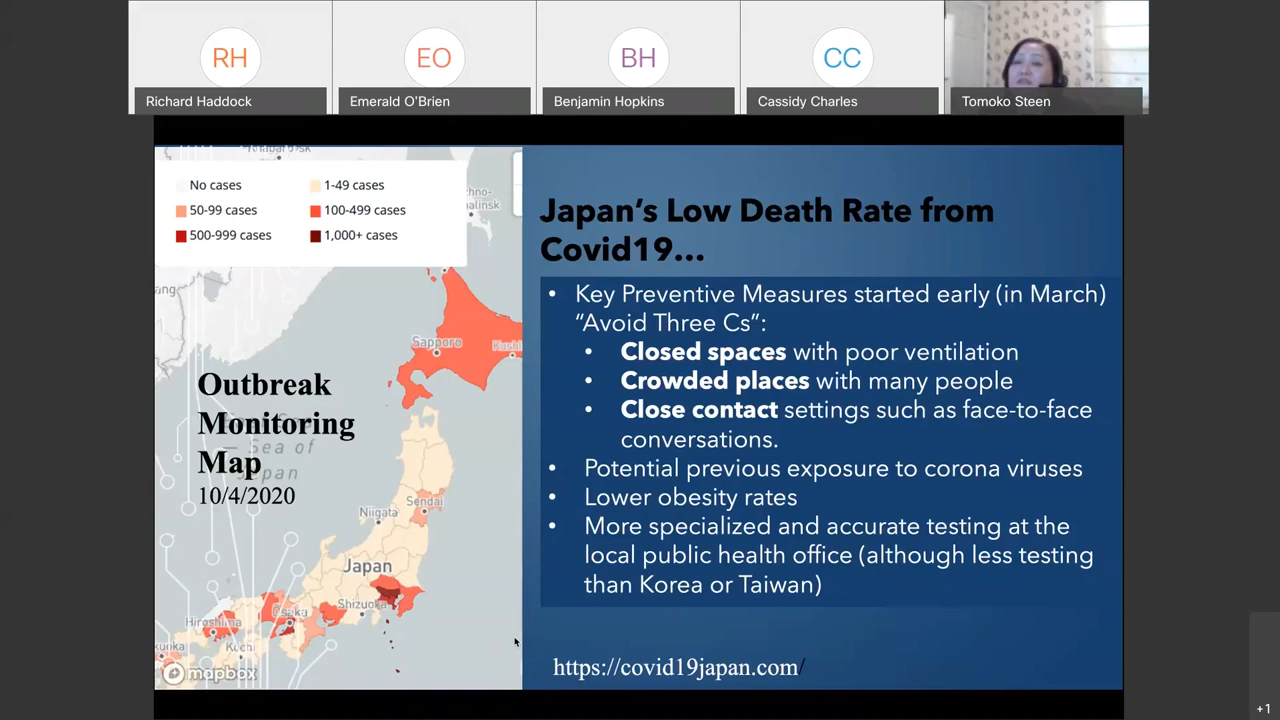 RH
EO
BH
CC
Richard Haddock
Emerald O'Brien
Benjamin Hopkins
Cassidy Charles
Tomoko Steen
No cases
1-49 cases
50-99 cases
100-499 cases
500-999 cases
1,000+ cases
Sapporo
Outbreak
Monitoring
Map
10/4/2020
Sea of
Japan
Sendai
Niigata
Japan
Shizuoka
Osaka
Hiroshima
Kochi
mapbox
Japan's Low Death Rate from
Covid19...
• Key Preventive Measures started early (in March)
"Avoid Three Cs":
• Closed spaces with poor ventilation
• Crowded places with many people
• Close contact settings such as face-to-face
conversations.
• Potential previous exposure to corona viruses
• Lower obesity rates
• More specialized and accurate testing at the
local public health office (although less testing
than Korea or Taiwan)
https://covid19japan.com/
+1